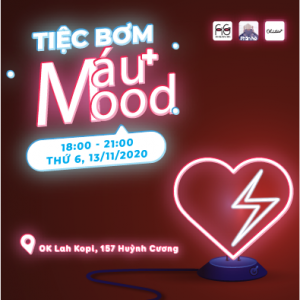 TIỆC BƠM
Máu+
Mood
18:00 - 21:00
THỨ 6, 13/11/2020
OK Lah Kopi, 157 Huỳnh Cương